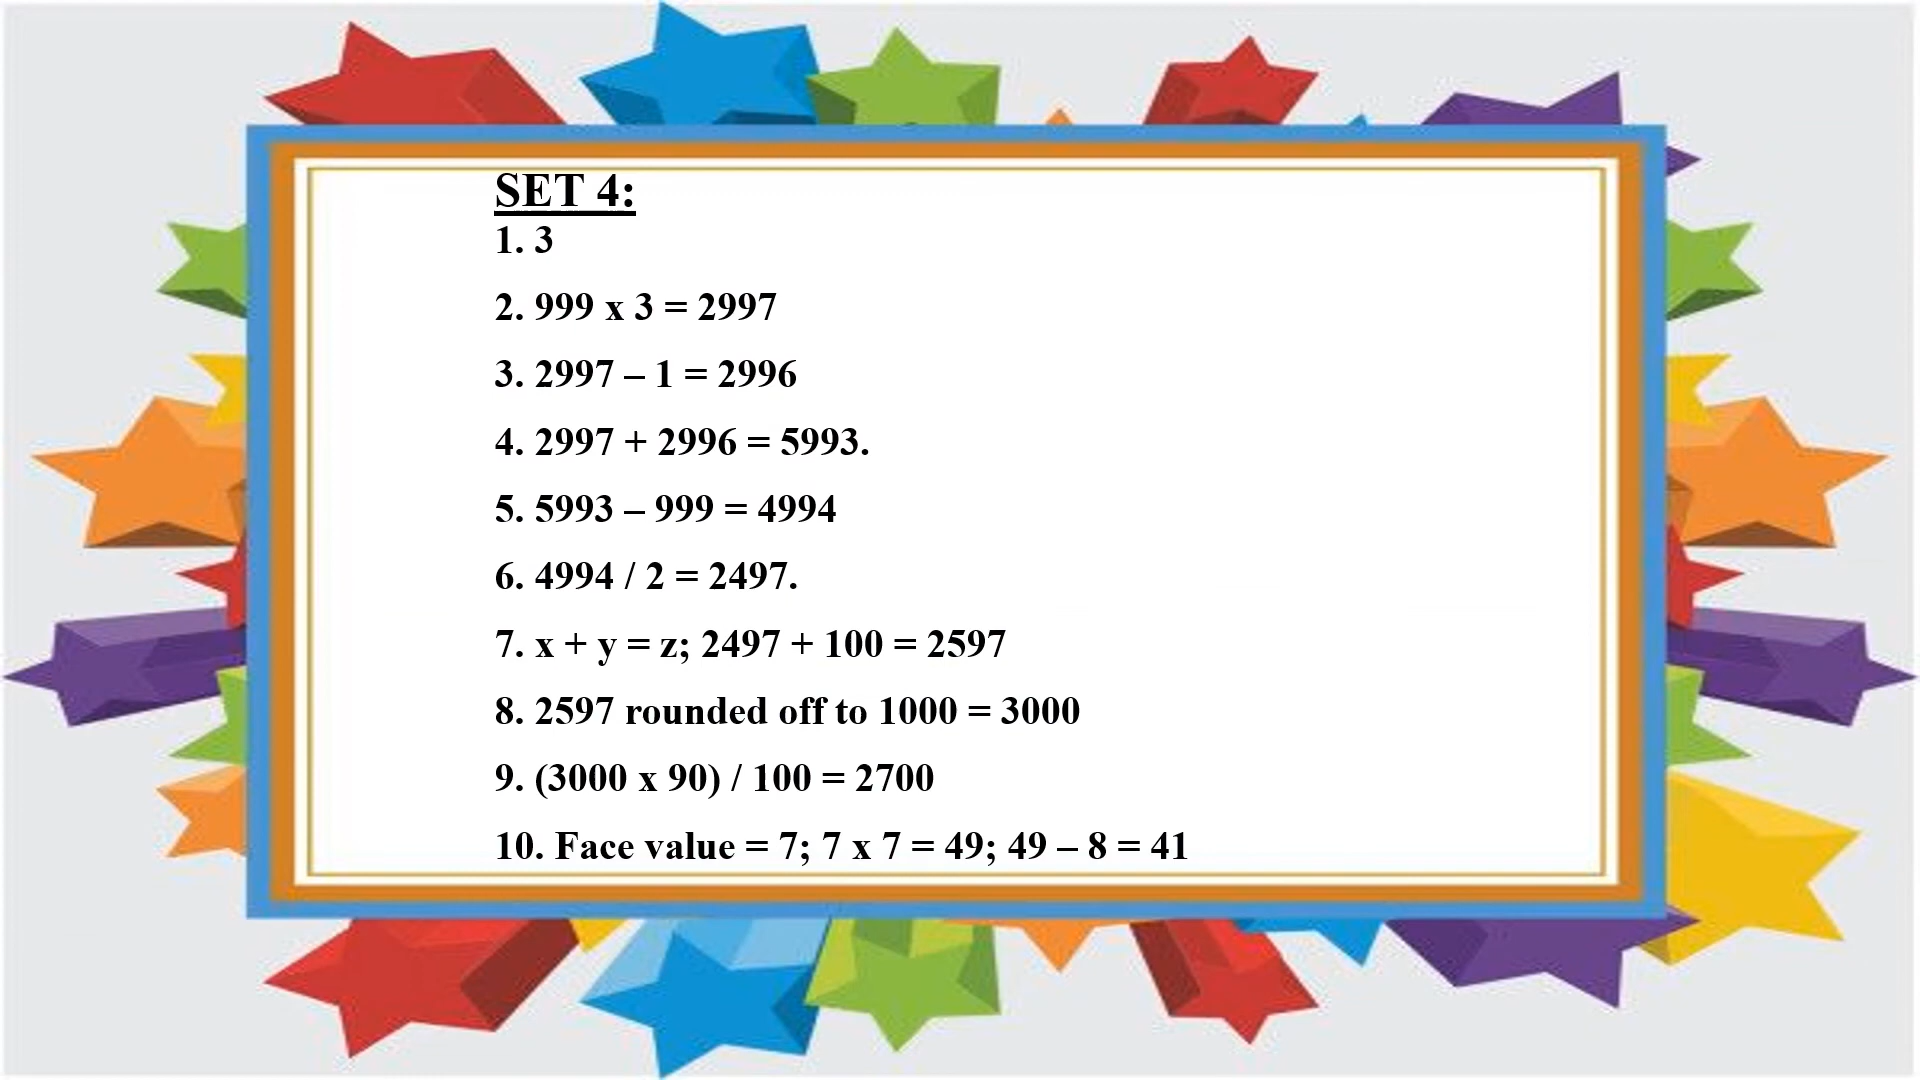 SET 4:
1. 3
2. 999 x 3 = 2997
3. 2997 – 1 = 2996
4. 2997 + 2996 = 5993.
5. 5993 – 999 = 4994
6. 4994 / 2 = 2497.
7. x + y = z; 2497 + 100 = 2597
8. 2597 rounded off to 1000 = 3000
9. (3000 x 90) / 100 = 2700
10. Face value = 7; 7 x 7 = 49; 49 – 8 = 41